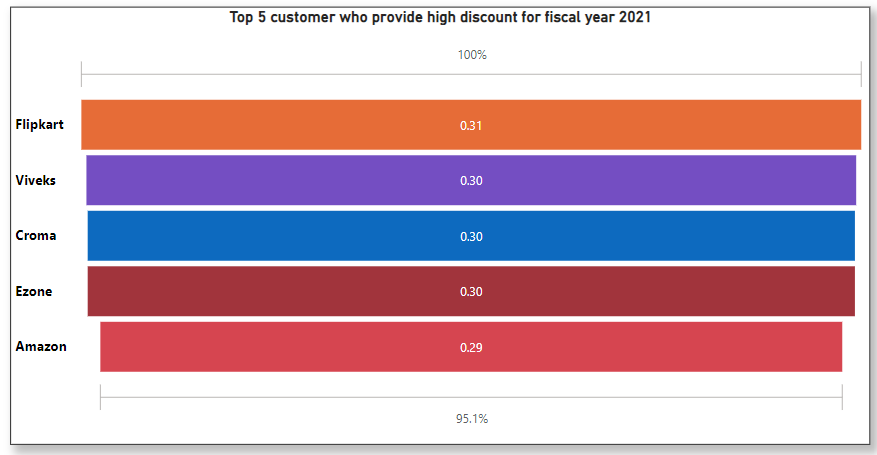 Top 5 customer who provide high discount for fiscal year 2021
100%
Flipkart 0.31
Viveks 0.30
Croma 0.30
Ezone 0.30
Amazon 0.29
95.1%